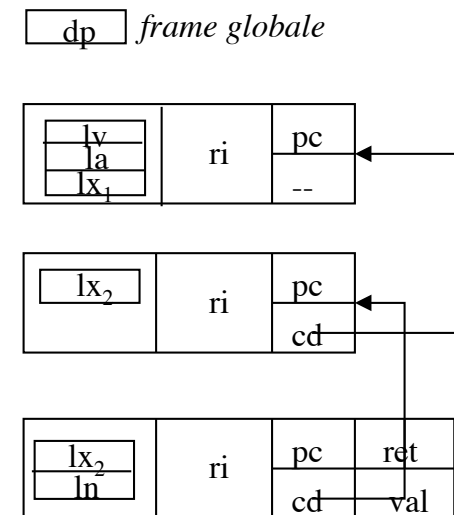 dp frame globale
lv
la
lx₁
ri
pc
--
lx₂
ri
pc
cd
lx₂
ln
ri
pc
ret
cd
val